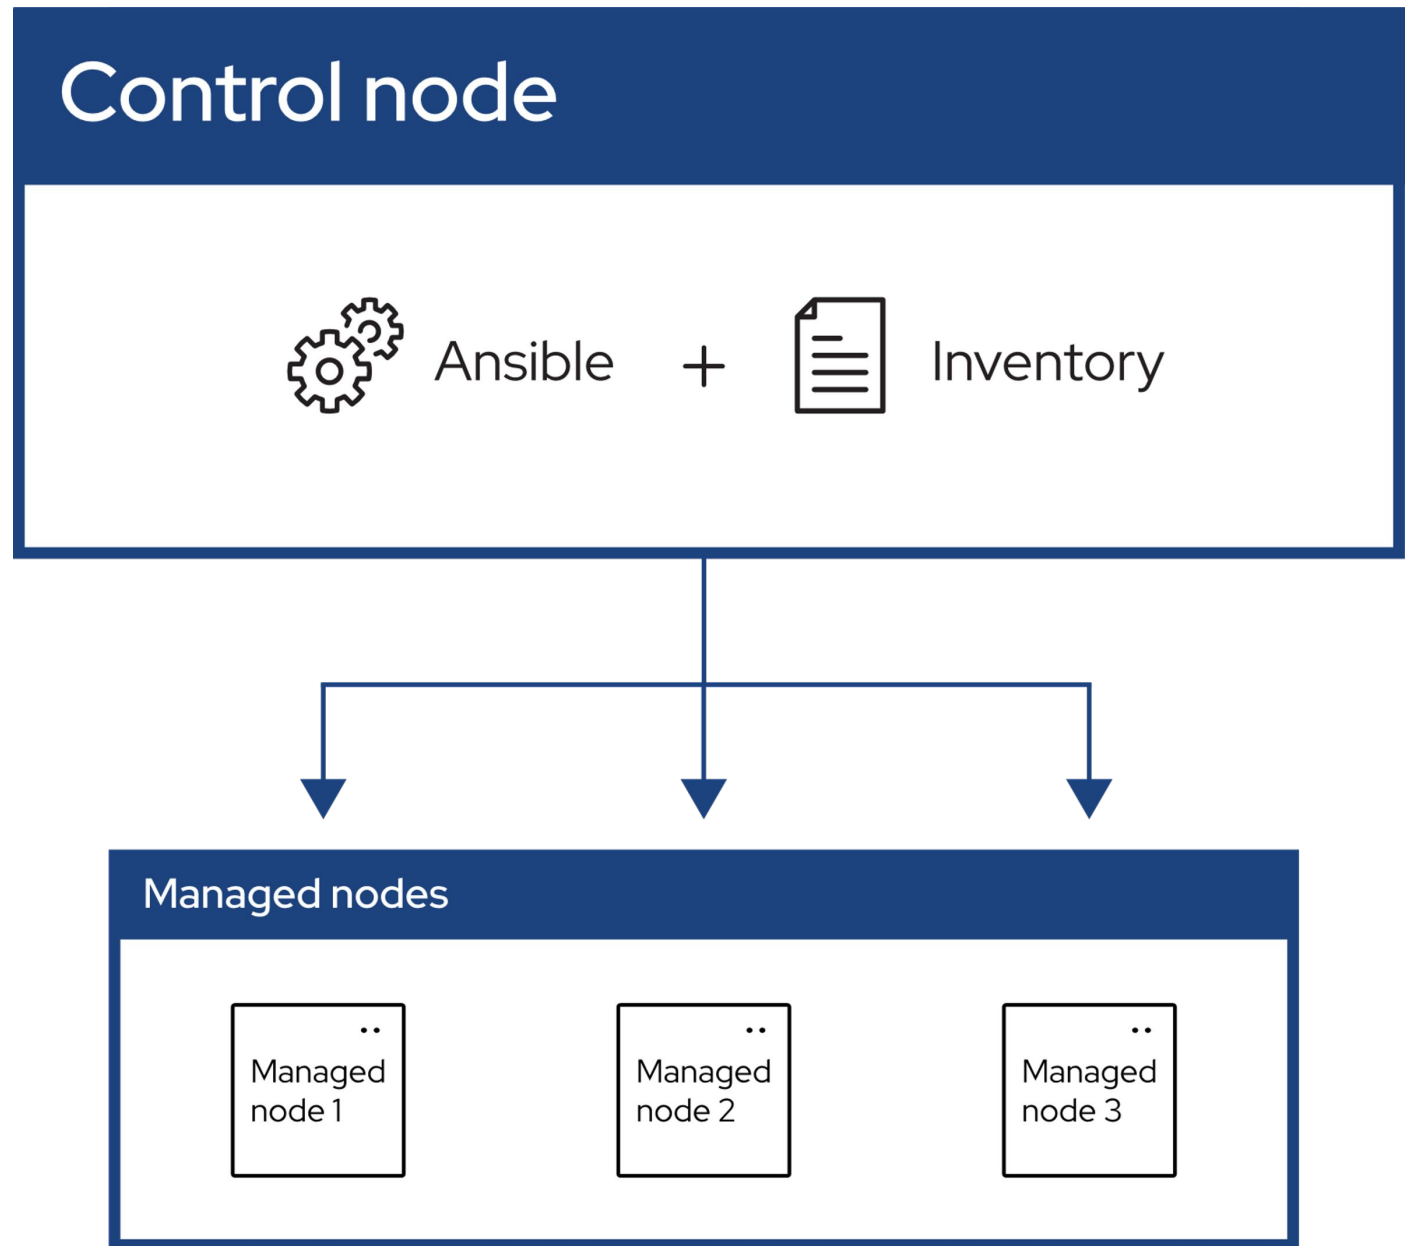 Control node
Ansible + Inventory
Managed nodes
Managed
node 1
Managed
node 2
Managed
node 3